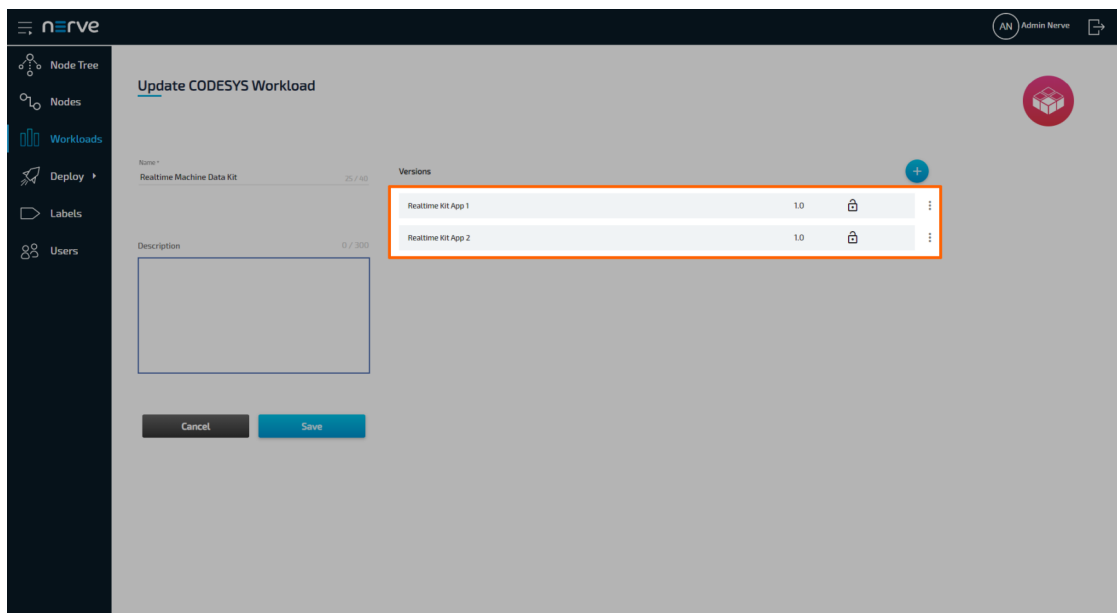 nerve
AN Admin Nerve
Node Tree
Nodes
Workloads
Deploy
Labels
Users
Update CODESYS Workload
Name*
Realtime Machine Data Kit 25 / 40
Description 0 / 300
Cancel Save
Versions
Realtime Kit App 1 1.0
Realtime Kit App 2 1.0